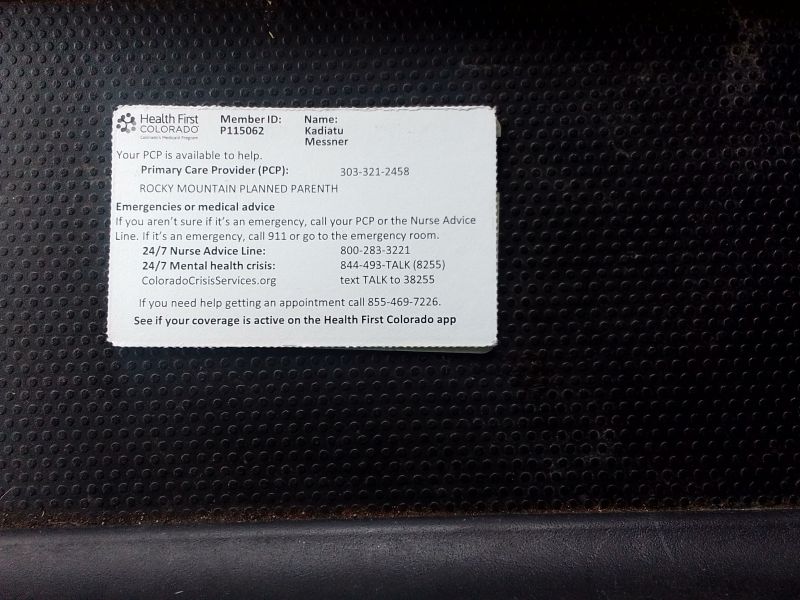 Health First
COLORADO
Colorado's Medicaid Program
Member ID:
P115062
Name:
Kadiatu
Messner
Your PCP is available to help.
Primary Care Provider (PCP): 303-321-2458
ROCKY MOUNTAIN PLANNED PARENTH
Emergencies or medical advice
If you aren't sure if it's an emergency, call your PCP or the Nurse Advice
Line. If it's an emergency, call 911 or go to the emergency room.
24/7 Nurse Advice Line: 800-283-3221
24/7 Mental health crisis: 844-493-TALK (8255)
ColoradoCrisisServices.org text TALK to 38255
If you need help getting an appointment call 855-469-7226.
See if your coverage is active on the Health First Colorado app